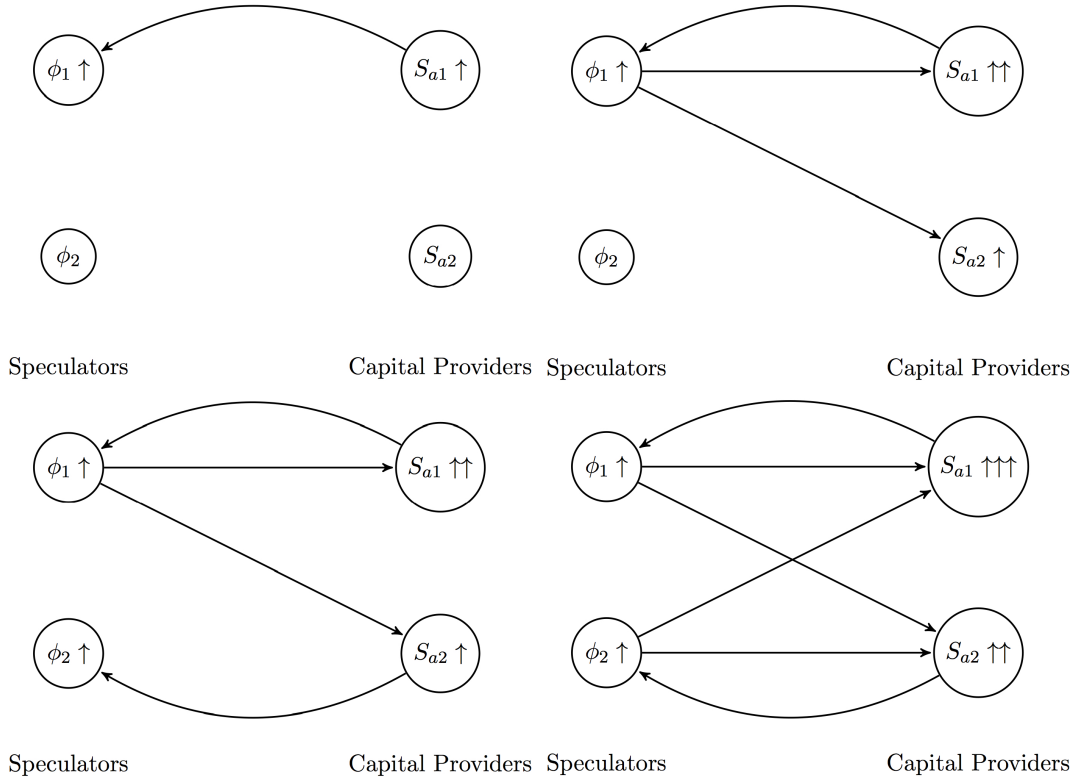 ϕ₁ ↑
Sₐ₁ ↑
ϕ₂
Sₐ₂
Speculators
Capital Providers
ϕ₁ ↑
Sₐ₁ ↑↑
ϕ₂
Sₐ₂ ↑
Speculators
Capital Providers
ϕ₁ ↑
Sₐ₁ ↑↑
ϕ₂ ↑
Sₐ₂ ↑
Speculators
Capital Providers
ϕ₁ ↑
Sₐ₁ ↑↑↑
ϕ₂ ↑
Sₐ₂ ↑↑
Speculators
Capital Providers